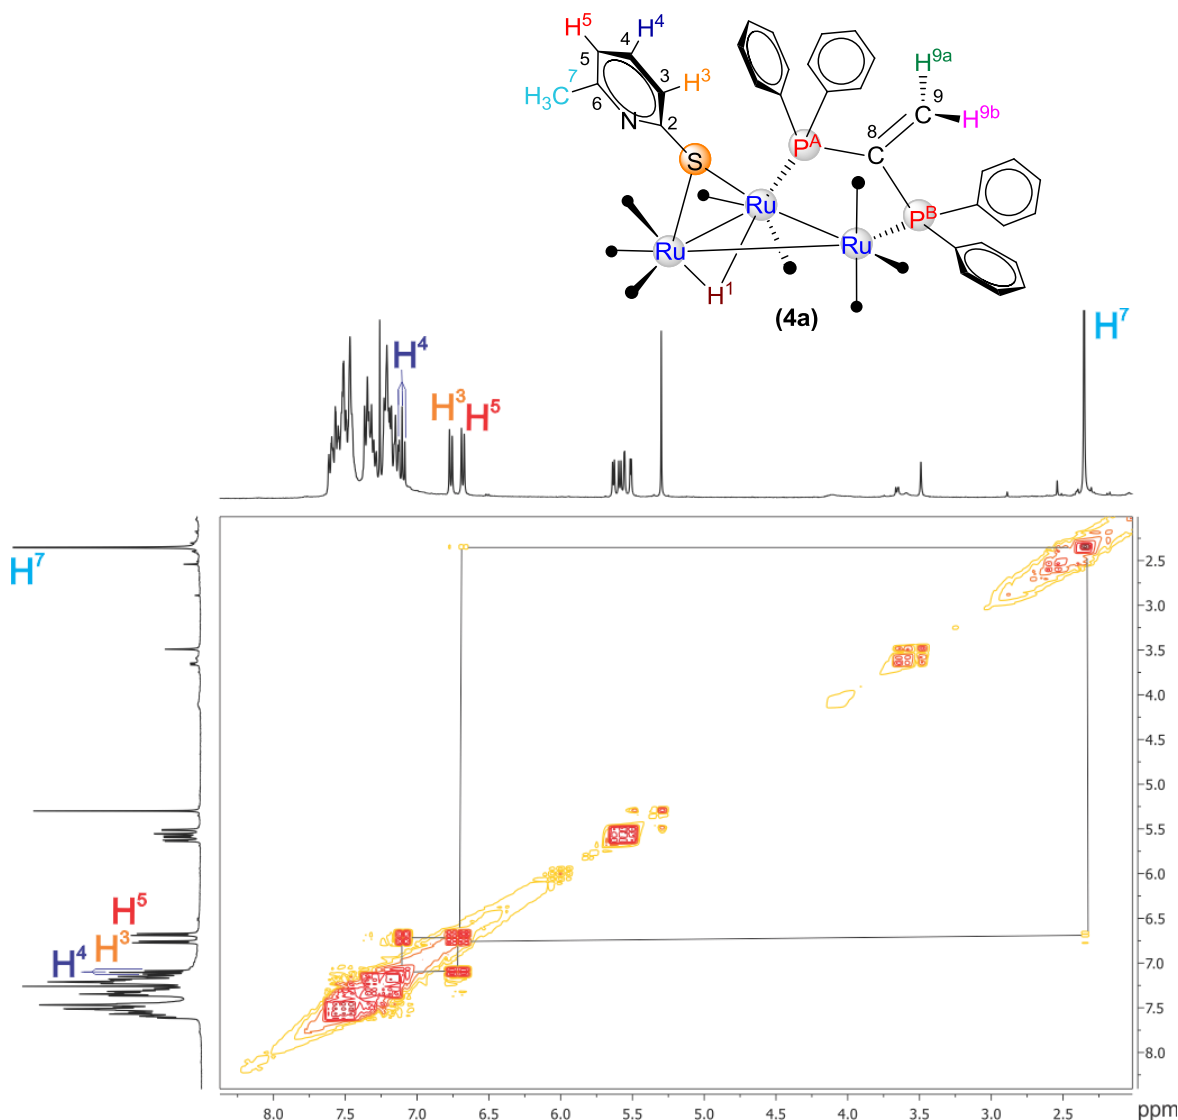 H⁵
4
H⁴
5
7
3
H³
H₃C
6
N
2
S
H⁹ᵃ
9
H⁹ᵇ
8
C
Pᴬ
Pᴮ
Ru
Ru
Ru
H¹
(4a)
H⁷
H⁴
H³
H⁵
H⁷
H⁵
H³
H⁴
2.5
3.0
3.5
4.0
4.5
5.0
5.5
6.0
6.5
7.0
7.5
8.0
8.0 7.5 7.0 6.5 6.0 5.5 5.0 4.5 4.0 3.5 3.0 2.5 ppm